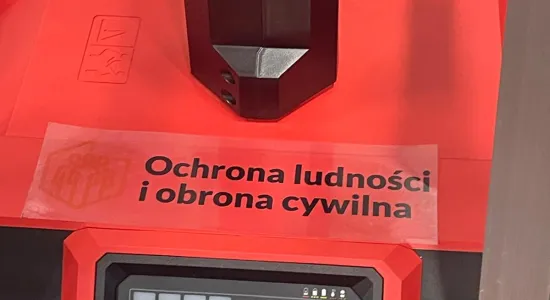 Ochrona ludności
i obrona cywilna